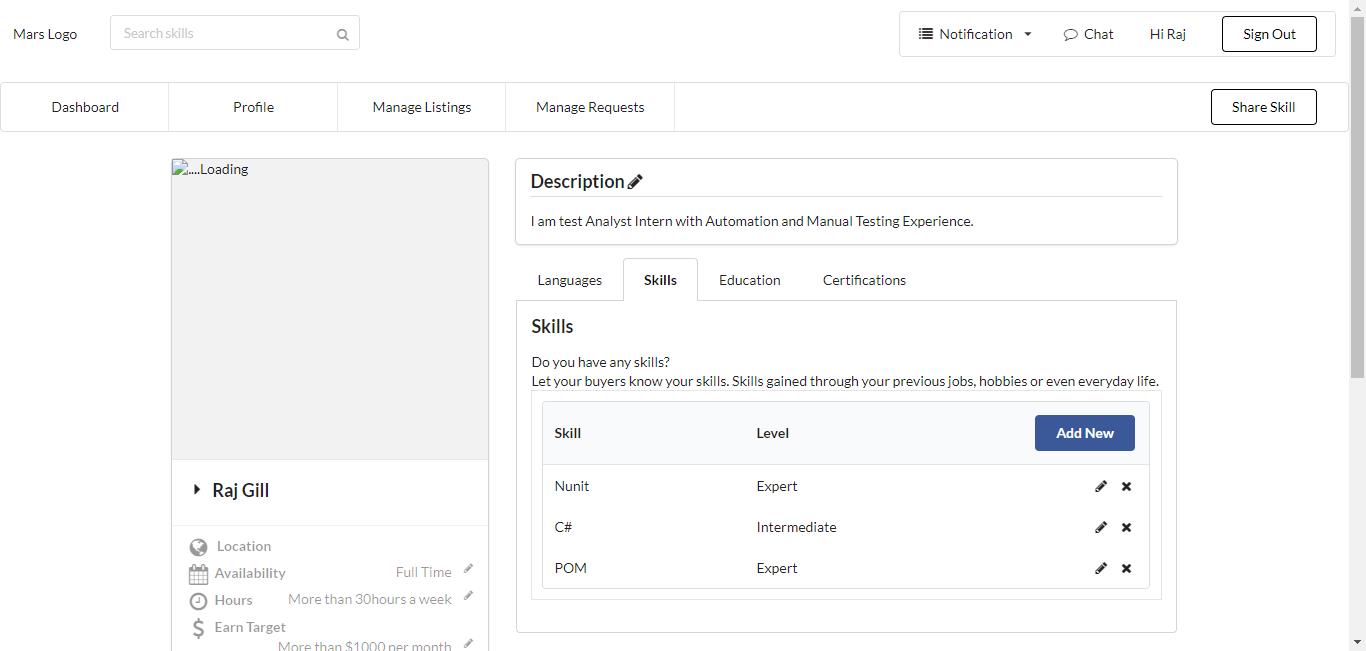 Mars Logo
Search skills
Notification
Chat
Hi Raj
Sign Out
Dashboard
Profile
Manage Listings
Manage Requests
Share Skill
....Loading
Raj Gill
Location
Availability Full Time
Hours More than 30hours a week
Earn Target
More than $1000 per month
Description
I am test Analyst Intern with Automation and Manual Testing Experience.
Languages
Skills
Education
Certifications
Skills
Do you have any skills?
Let your buyers know your skills. Skills gained through your previous jobs, hobbies or even everyday life.
Skill Level Add New
Nunit Expert
C# Intermediate
POM Expert